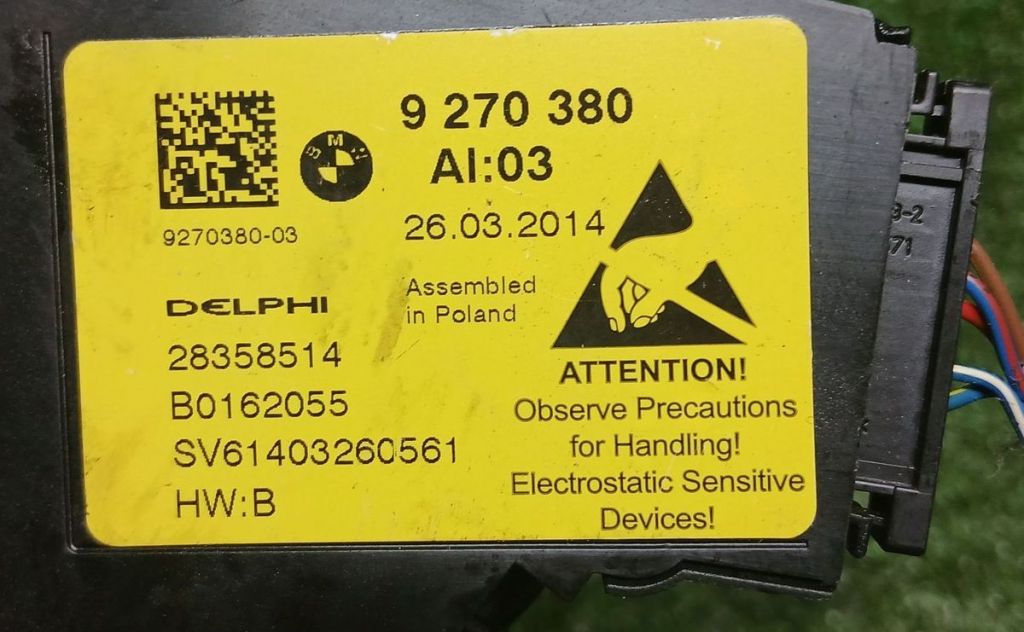 9 270 380
AI:03
BMW
9270380-03
26.03.2014
DELPHI
Assembled
in Poland
28358514
B0162055
SV61403260561
HW:B
ATTENTION!
Observe Precautions
for Handling!
Electrostatic Sensitive
Devices!